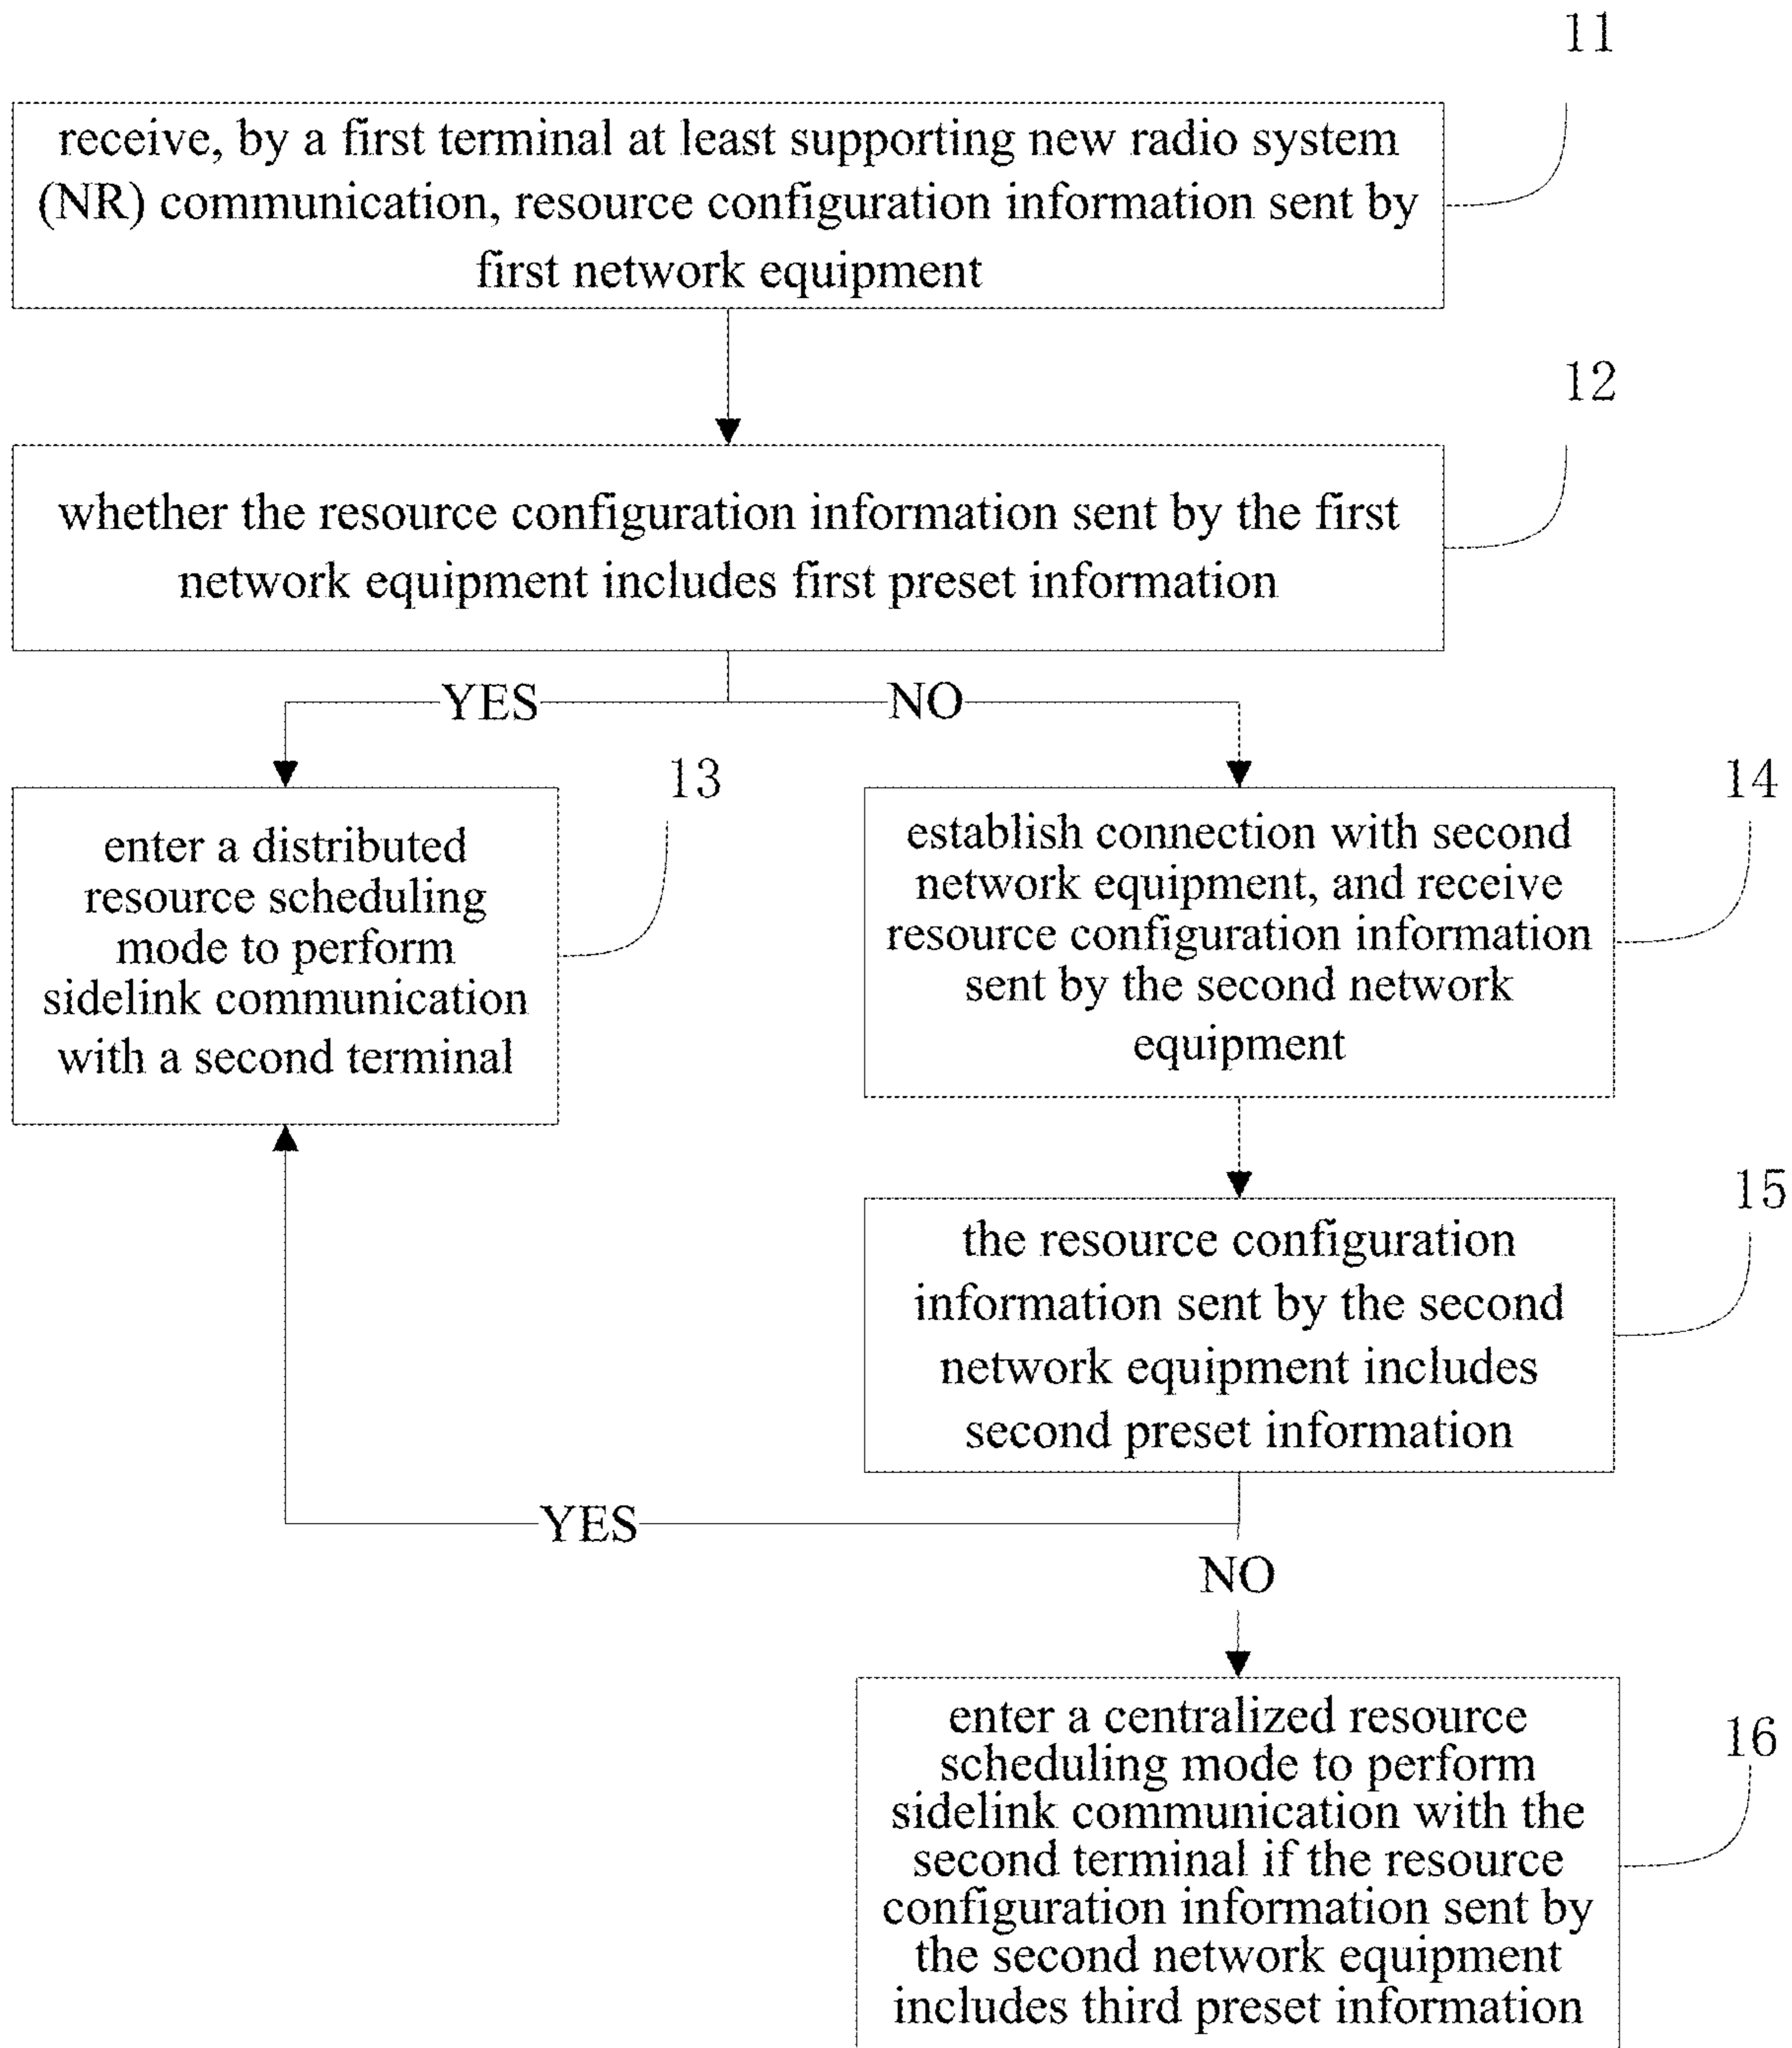 11
receive, by a first terminal at least supporting new radio system
(NR) communication, resource configuration information sent by
first network equipment
12
whether the resource configuration information sent by the first
network equipment includes first preset information
YES
NO
13
enter a distributed
resource scheduling
mode to perform
sidelink communication
with a second terminal
14
establish connection with second
network equipment, and receive
resource configuration information
sent by the second network
equipment
15
the resource configuration
information sent by the second
network equipment includes
second preset information
YES
NO
16
enter a centralized resource
scheduling mode to perform
sidelink communication with the
second terminal if the resource
configuration information sent by
the second network equipment
includes third preset information